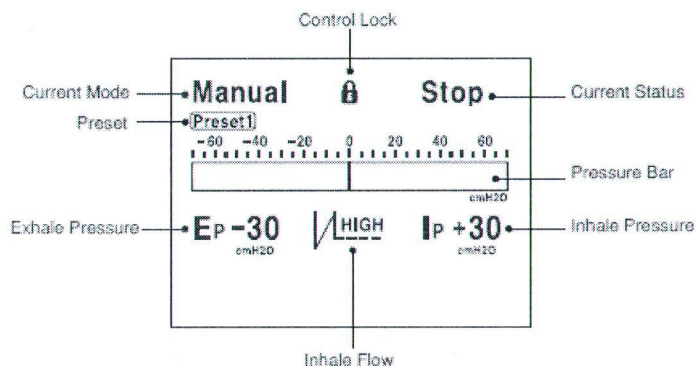 Control Lock
Current Mode Manual Stop Current Status
Preset Preset1
-60 -40 -20 0 20 40 60
Pressure Bar
cmH2O
Exhale Pressure EP -30 HIGH IP +30 Inhale Pressure
cmH2O cmH2O
Inhale Flow